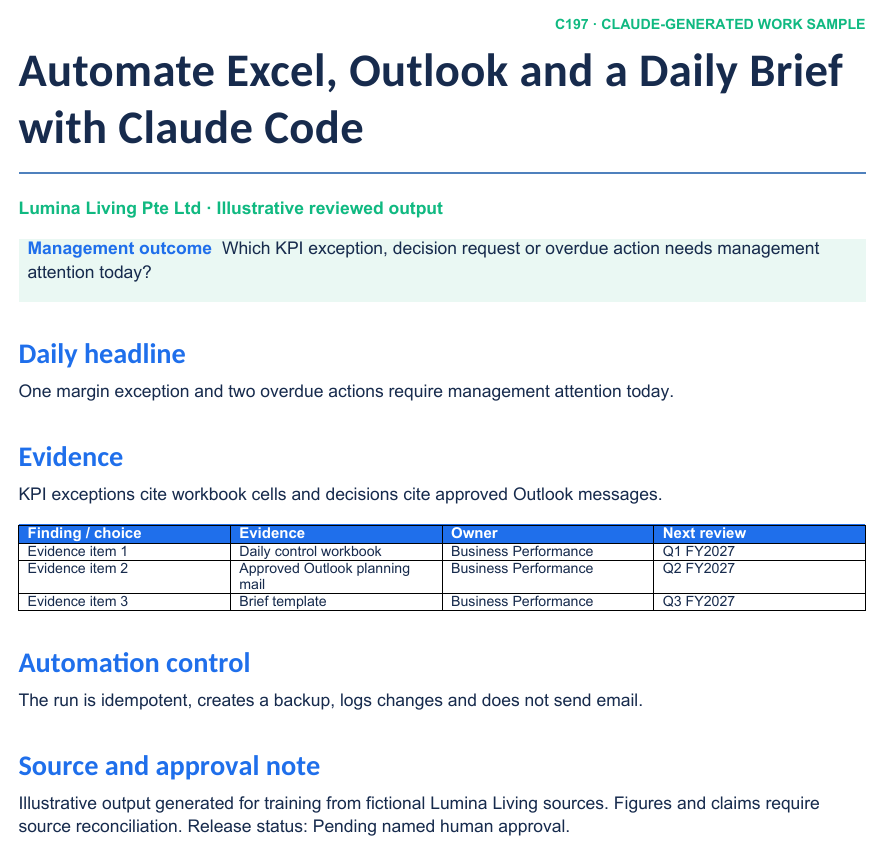 C197 · CLAUDE-GENERATED WORK SAMPLE
Automate Excel, Outlook and a Daily Brief
with Claude Code
Lumina Living Pte Ltd · Illustrative reviewed output
Management outcome Which KPI exception, decision request or overdue action needs management
attention today?
Daily headline
One margin exception and two overdue actions require management attention today.
Evidence
KPI exceptions cite workbook cells and decisions cite approved Outlook messages.
Finding / choice Evidence Owner Next review
Evidence item 1 Daily control workbook Business Performance Q1 FY2027
Evidence item 2 Approved Outlook planning Business Performance Q2 FY2027
mail
Evidence item 3 Brief template Business Performance Q3 FY2027
Automation control
The run is idempotent, creates a backup, logs changes and does not send email.
Source and approval note
Illustrative output generated for training from fictional Lumina Living sources. Figures and claims require
source reconciliation. Release status: Pending named human approval.